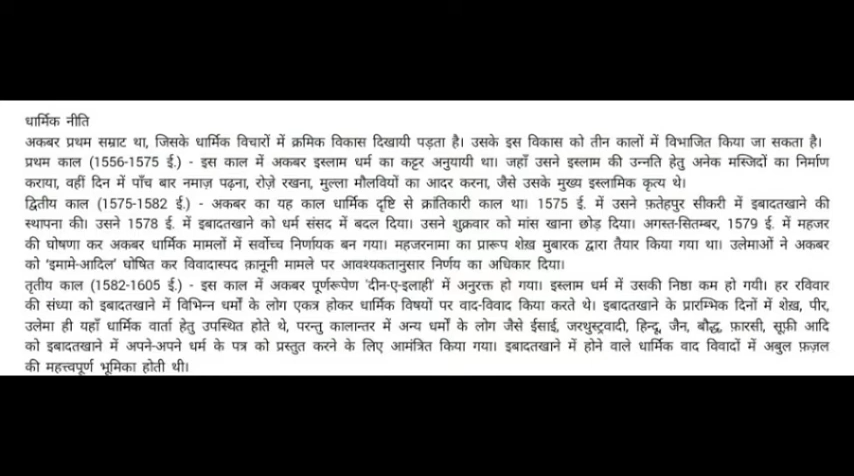 धार्मिक नीति
अकबर प्रथम सम्राट था, जिसके धार्मिक विचारों में क्रमिक विकास दिखायी पड़ता है। उसके इस विकास को तीन कालों में विभाजित किया जा सकता है।
प्रथम काल (1556-1575 ई.) - इस काल में अकबर इस्लाम धर्म का कट्टर अनुयायी था। जहाँ उसने इस्लाम की उन्नति हेतु अनेक मस्जिदों का निर्माण
कराया, वहीं दिन में पाँच बार नमाज़ पढ़ना, रोज़े रखना, मुल्ला मौलवियों का आदर करना, जैसे उसके मुख्य इस्लामिक कृत्य थे।
द्वितीय काल (1575-1582 ई.) - अकबर का यह काल धार्मिक दृष्टि से क्रांतिकारी काल था। 1575 ई. में उसने फ़तेहपुर सीकरी में इबादतखाने की
स्थापना की। उसने 1578 ई. में इबादतखाने को धर्म संसद में बदल दिया। उसने शुक्रवार को मांस खाना छोड़ दिया। अगस्त-सितम्बर, 1579 ई. में महजर
की घोषणा कर अकबर धार्मिक मामलों में सर्वोच्च निर्णायक बन गया। महजरनामा का प्रारूप शेख़ मुबारक द्वारा तैयार किया गया था। उलेमाओं ने अकबर
को 'इमामे-आदिल' घोषित कर विवादास्पद क़ानूनी मामले पर आवश्यकतानुसार निर्णय का अधिकार दिया।
तृतीय काल (1582-1605 ई.) - इस काल में अकबर पूर्णरूपेण 'दीन-ए-इलाही' में अनुरक्त हो गया। इस्लाम धर्म में उसकी निष्ठा कम हो गयी। हर रविवार
की संध्या को इबादतखाने में विभिन्न धर्मों के लोग एकत्र होकर धार्मिक विषयों पर वाद-विवाद किया करते थे। इबादतखाने के प्रारम्भिक दिनों में शेख़, पीर,
उलेमा ही यहाँ धार्मिक वार्ता हेतु उपस्थित होते थे, परन्तु कालान्तर में अन्य धर्मों के लोग जैसे ईसाई, जरथुस्ट्रवादी, हिन्दू, जैन, बौद्ध, फ़ारसी, सूफ़ी आदि
को इबादतखाने में अपने-अपने धर्म के पत्र को प्रस्तुत करने के लिए आमंत्रित किया गया। इबादतखाने में होने वाले धार्मिक वाद विवादों में अबुल फ़ज़ल
की महत्त्वपूर्ण भूमिका होती थी।